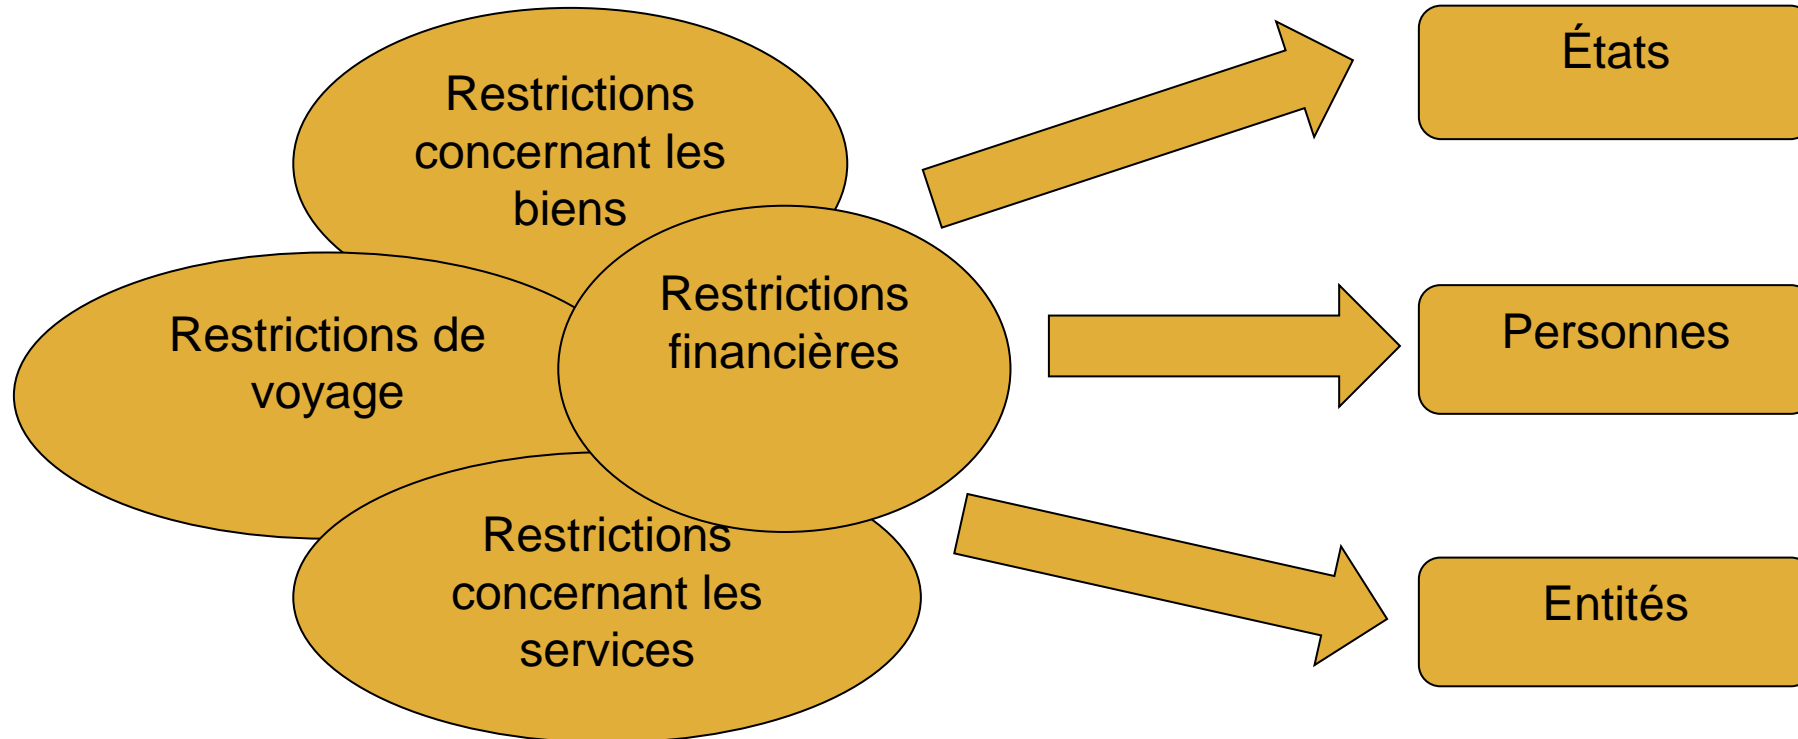 Restrictions
concernant les
biens
Restrictions de
voyage
Restrictions
financières
Restrictions
concernant les
services
États
Personnes
Entités